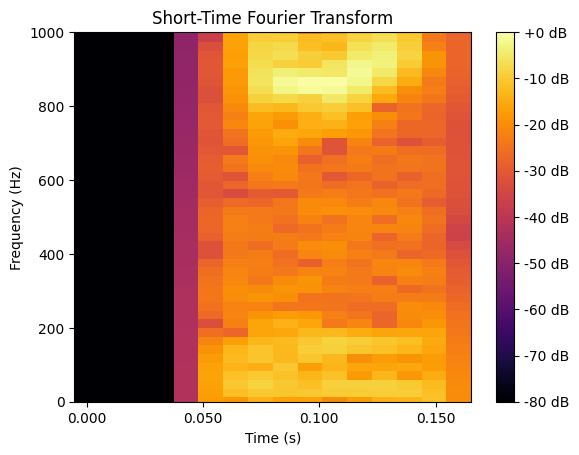 Short-Time Fourier Transform
1000
800
600
400
200
0
Frequency (Hz)
0.000
0.050
0.100
0.150
Time (s)
+0 dB
-10 dB
-20 dB
-30 dB
-40 dB
-50 dB
-60 dB
-70 dB
-80 dB